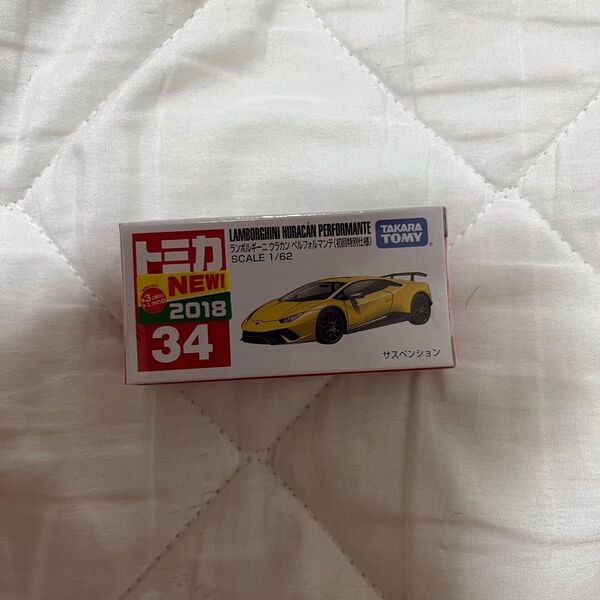 トミカ
NEW!
2018
34
LAMBORGHINI HURACÁN PERFORMANTE
ランボルギーニ ウラカン ペルフォルマンテ(初回特別仕様)
SCALE 1/62
TAKARA
TOMY
サスペンション